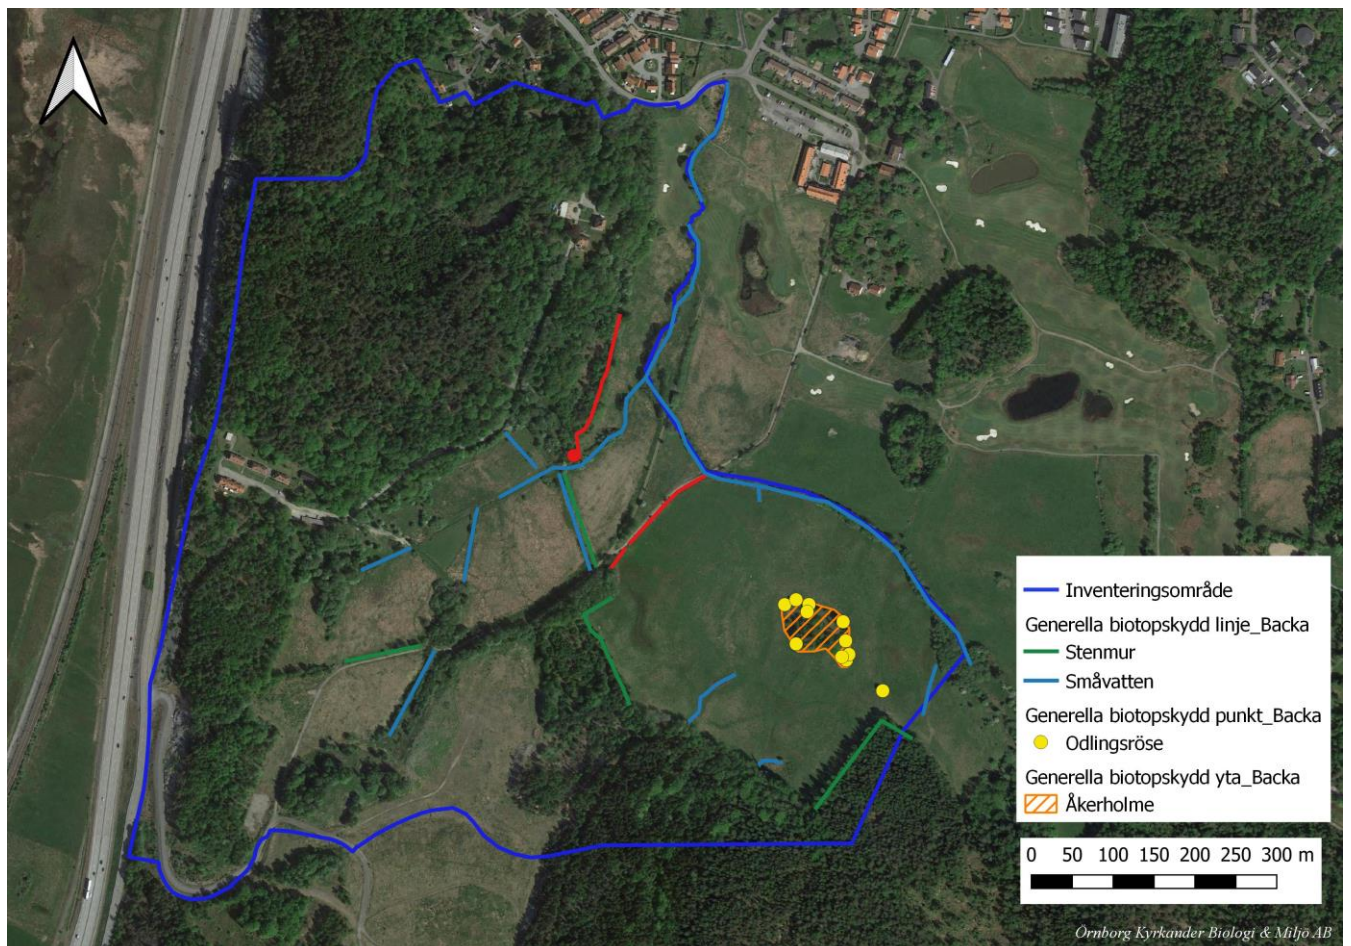 Inventeringsområde
Generella biotopskydd linje_Backa
Stenmur
Småvatten
Generella biotopskydd punkt_Backa
Odlingsröse
Generella biotopskydd yta_Backa
Åkerholme
0 50 100 150 200 250 300 m
Örnborg Kyrkander Biologi & Miljö AB